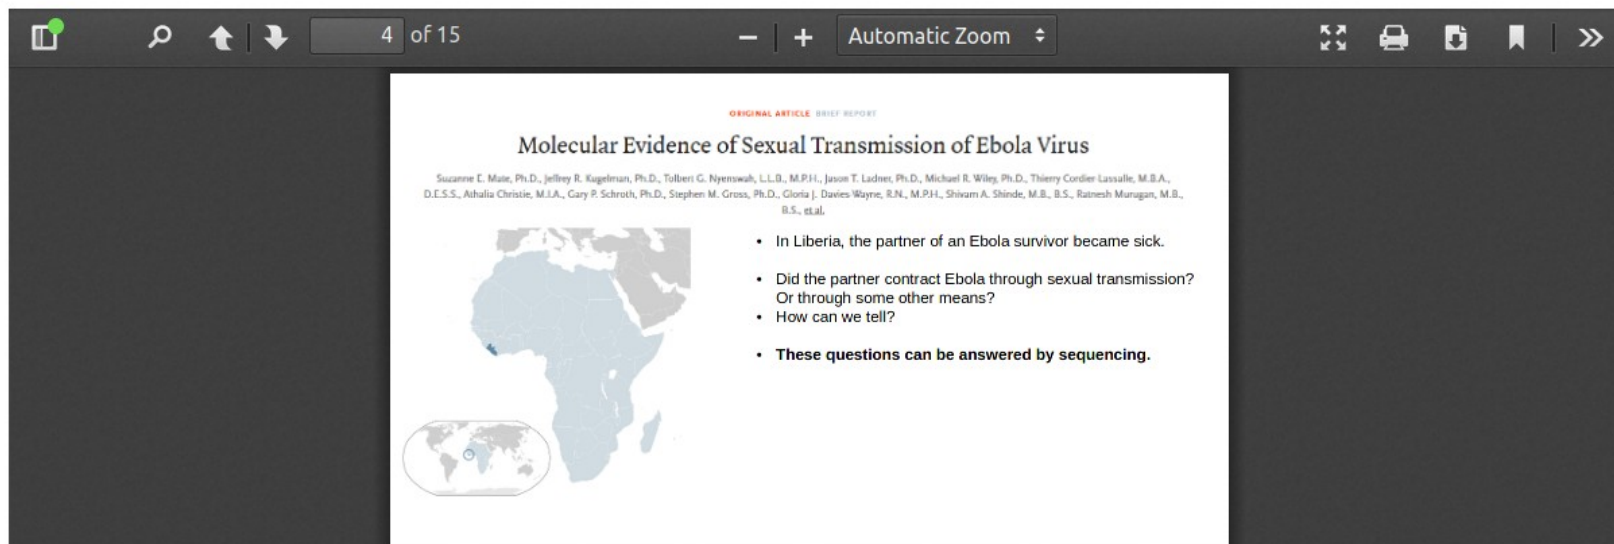 4 of 15
Automatic Zoom
ORIGINAL ARTICLE BRIEF REPORT
Molecular Evidence of Sexual Transmission of Ebola Virus
Suzanne E. Mate, Ph.D., Jeffrey R. Kugelman, Ph.D., Tolbert G. Nyenswah, L.L.B., M.P.H., Jason T. Ladner, Ph.D., Michael R. Wiley, Ph.D., Thierry Cordier-Lassalle, M.B.A.,
D.E.S.S., Athalia Christie, M.I.A., Gary P. Schroth, Ph.D., Stephen M. Gross, Ph.D., Gloria J. Davies-Wayne, R.N., M.P.H., Shivam A. Shinde, M.B., B.S., Ratnesh Murugan, M.B.,
B.S., et al.
• In Liberia, the partner of an Ebola survivor became sick.
• Did the partner contract Ebola through sexual transmission?
Or through some other means?
• How can we tell?
• These questions can be answered by sequencing.